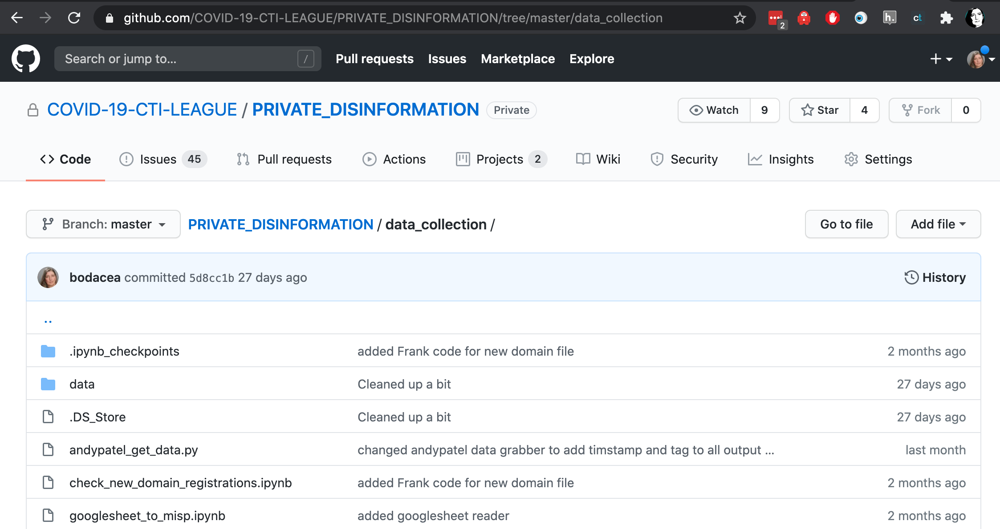 github.com/COVID-19-CTI-LEAGUE/PRIVATE_DISINFORMATION/tree/master/data_collection 2 h. ct
Search or jump to... / Pull requests Issues Marketplace Explore
COVID-19-CTI-LEAGUE / PRIVATE_DISINFORMATION Private Watch 9 Star 4 Fork 0
Code Issues 45 Pull requests Actions Projects 2 Wiki Security Insights Settings
Branch: master PRIVATE_DISINFORMATION / data_collection / Go to file Add file
bodacea committed 5d8cc1b 27 days ago History
..
.ipynb_checkpoints added Frank code for new domain file 2 months ago
data Cleaned up a bit 27 days ago
.DS_Store Cleaned up a bit 27 days ago
andypatel_get_data.py changed andypatel data grabber to add timstamp and tag to all output ... last month
check_new_domain_registrations.ipynb added Frank code for new domain file 2 months ago
googlesheet_to_misp.ipynb added googlesheet reader 2 months ago